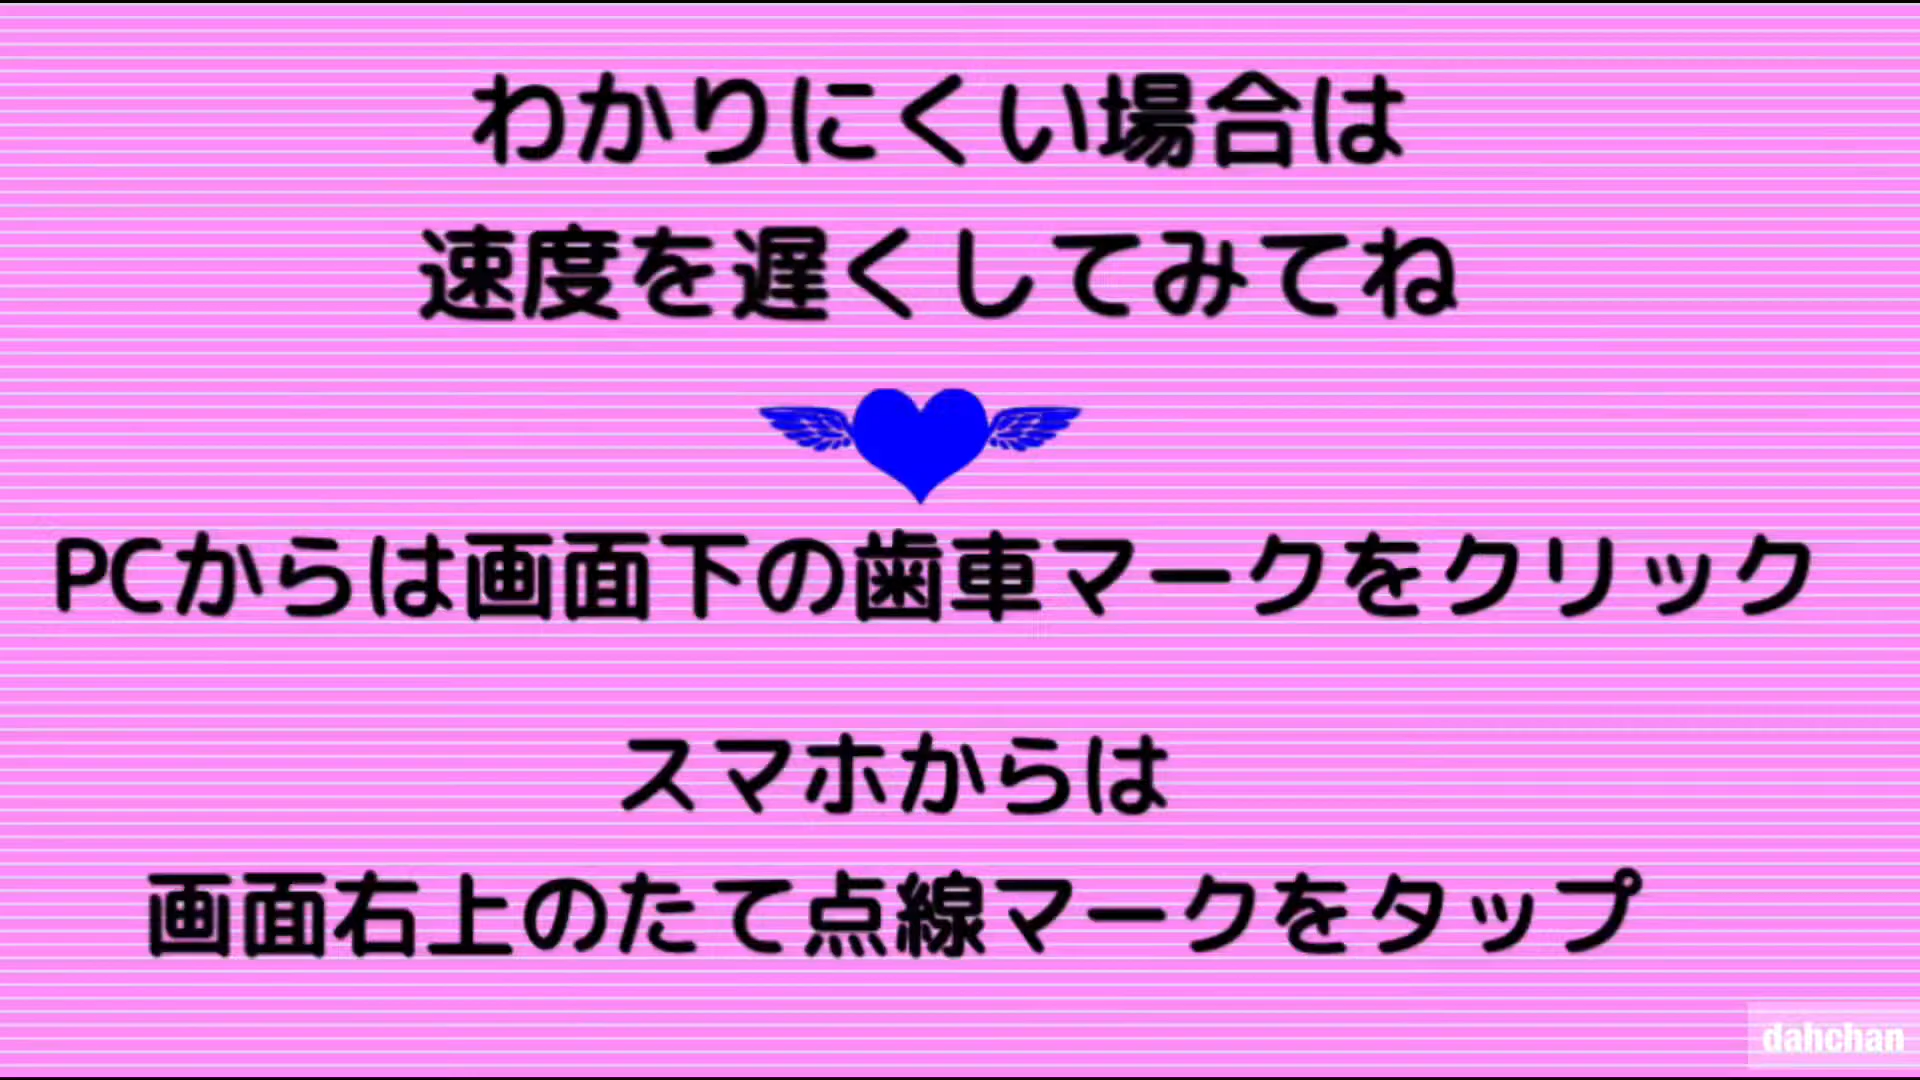 わかりにくい場合は
速度を遅くしてみてね
PCからは画面下の歯車マークをクリック
スマホからは
画面右上のたて点線マークをタップ
dahchan